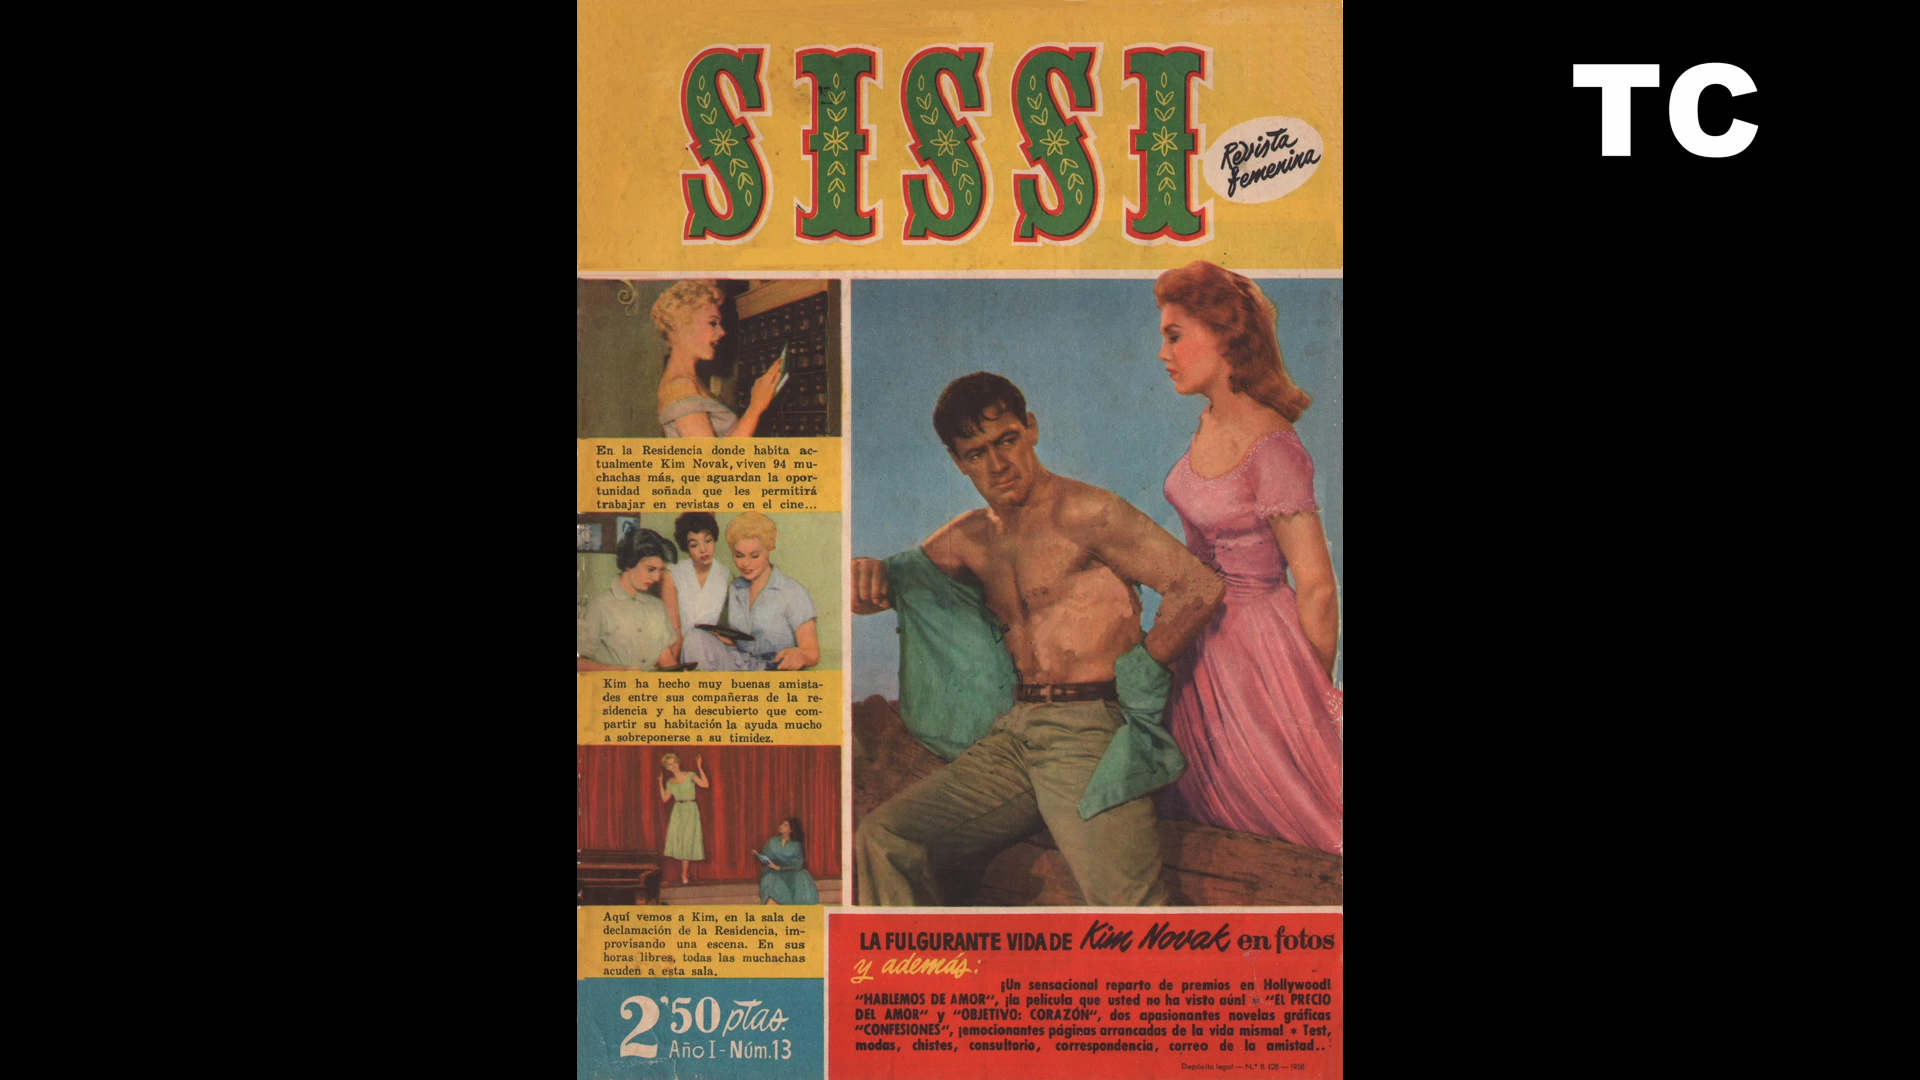 SISSI
Revista
femenina
TC
En la Residencia donde habita ac-
tualmente Kim Novak, viven 94 mu-
chachas más, que aguardan la opor-
tunidad soñada que les permitirá
trabajar en revistas o en el cine...
Kim ha hecho muy buenas amista-
des entre sus compañeras de la re-
sidencia y ha descubierto que com-
partir su habitación la ayuda mucho
a sobreponerse a su timidez.
Aquí vemos a Kim, en la sala de
declamación de la Residencia, im-
provisando una escena. En sus
horas libres, todas las muchachas
acuden a esta sala.
2'50 ptas.
Año I - Núm. 13
LA FULGURANTE VIDA DE Kim Novak en fotos
y además:
¡Un sensacional reparto de premios en Hollywood!
"HABLEMOS DE AMOR", ¡la película que usted no ha visto aún! * "EL PRECIO
DEL AMOR" y "OBJETIVO: CORAZÓN", dos apasionantes novelas gráficas
"CONFESIONES", ¡emocionantes páginas arrancadas de la vida misma! * Test,
modas, chistes, consultorio, correspondencia, correo de la amistad...
Depósito legal — N.º B 128 — 1958